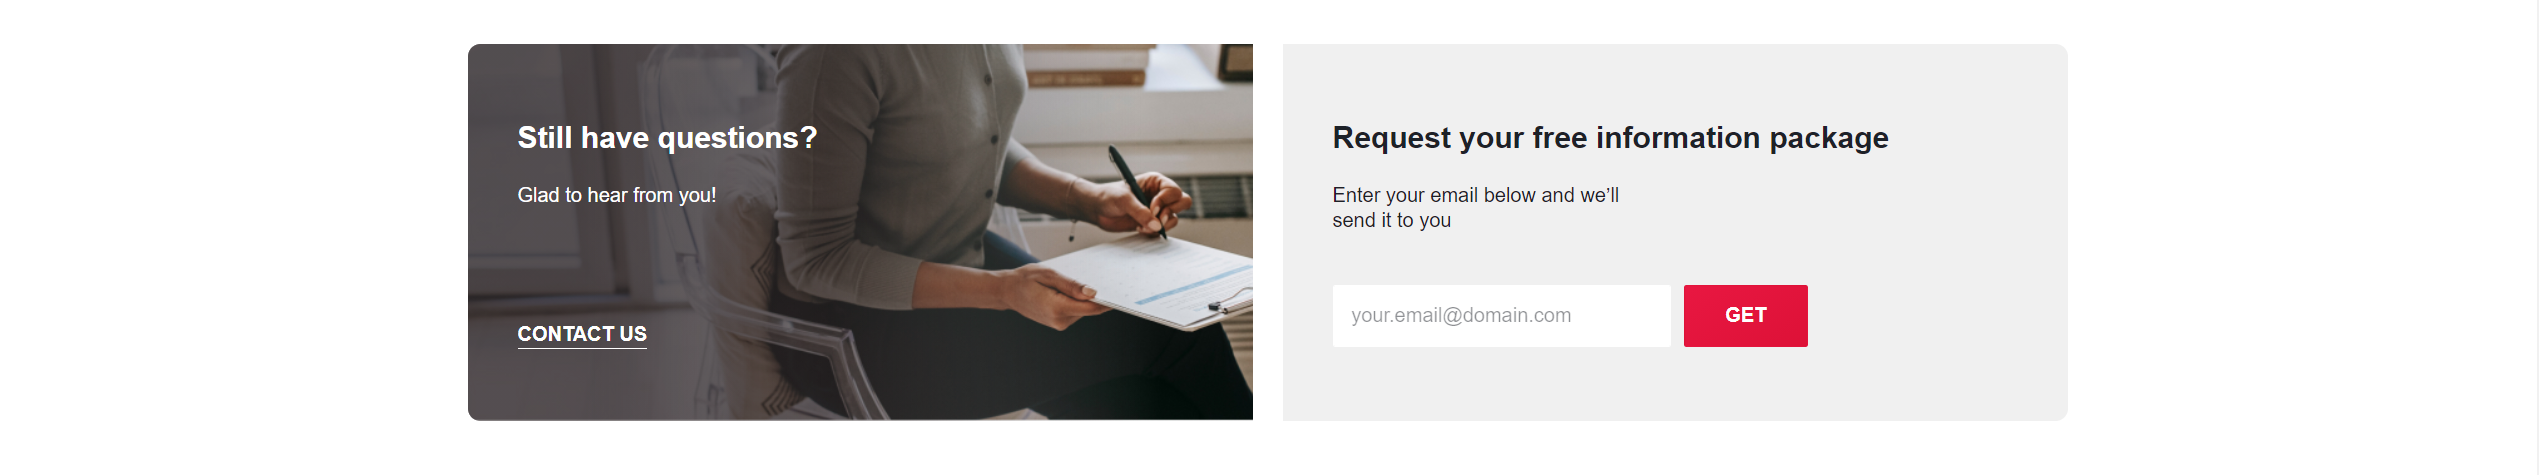 Still have questions?
Glad to hear from you!
CONTACT US
Request your free information package
Enter your email below and we’ll
send it to you
your.email@domain.com
GET